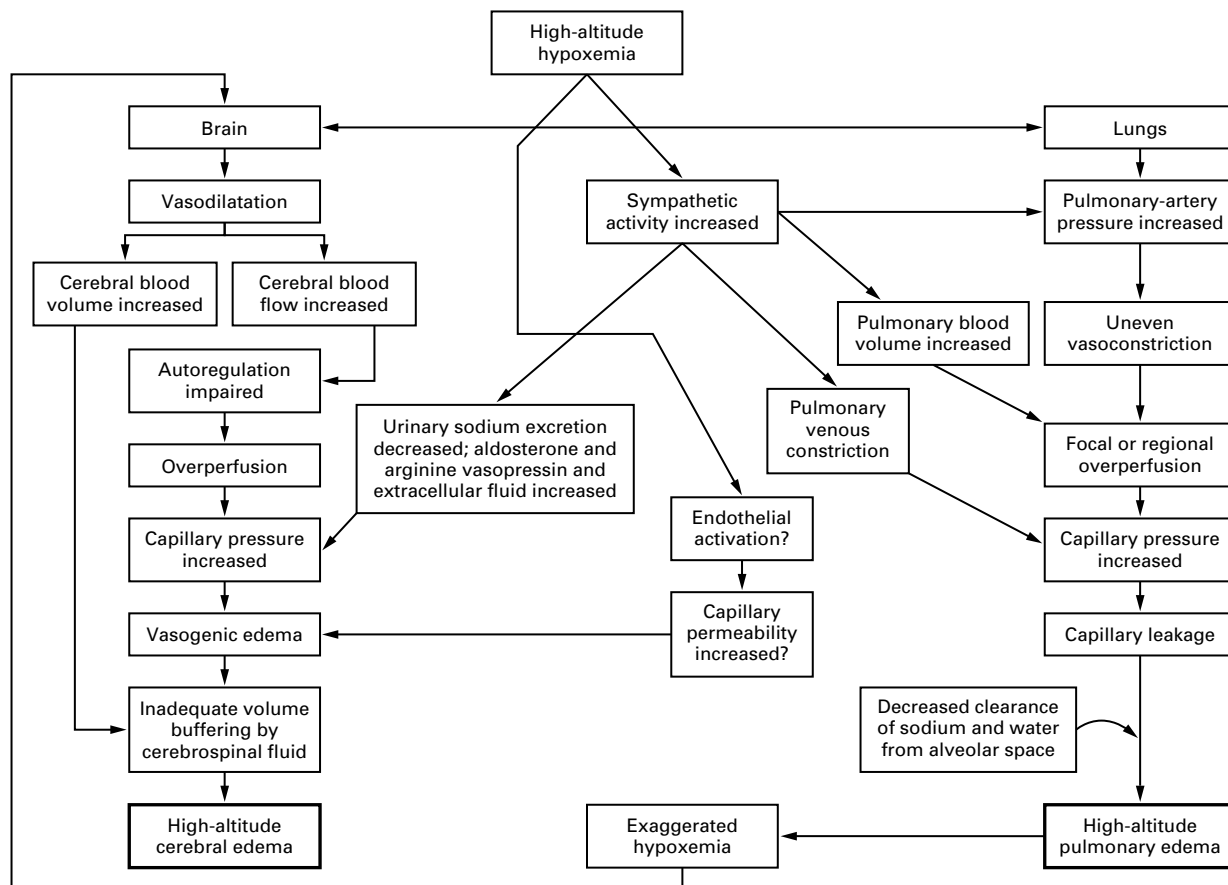 High-altitude
hypoxemia
Brain
Lungs
Vasodilatation
Sympathetic
activity increased
Pulmonary-artery
pressure increased
Cerebral blood
volume increased
Cerebral blood
flow increased
Pulmonary blood
volume increased
Uneven
vasoconstriction
Autoregulation
impaired
Urinary sodium excretion
decreased; aldosterone and
arginine vasopressin and
extracellular fluid increased
Pulmonary
venous
constriction
Overperfusion
Focal or regional
overperfusion
Capillary pressure
increased
Endothelial
activation?
Capillary pressure
increased
Vasogenic edema
Capillary
permeability
increased?
Capillary leakage
Inadequate volume
buffering by
cerebrospinal fluid
Decreased clearance
of sodium and water
from alveolar space
High-altitude
cerebral edema
Exaggerated
hypoxemia
High-altitude
pulmonary edema